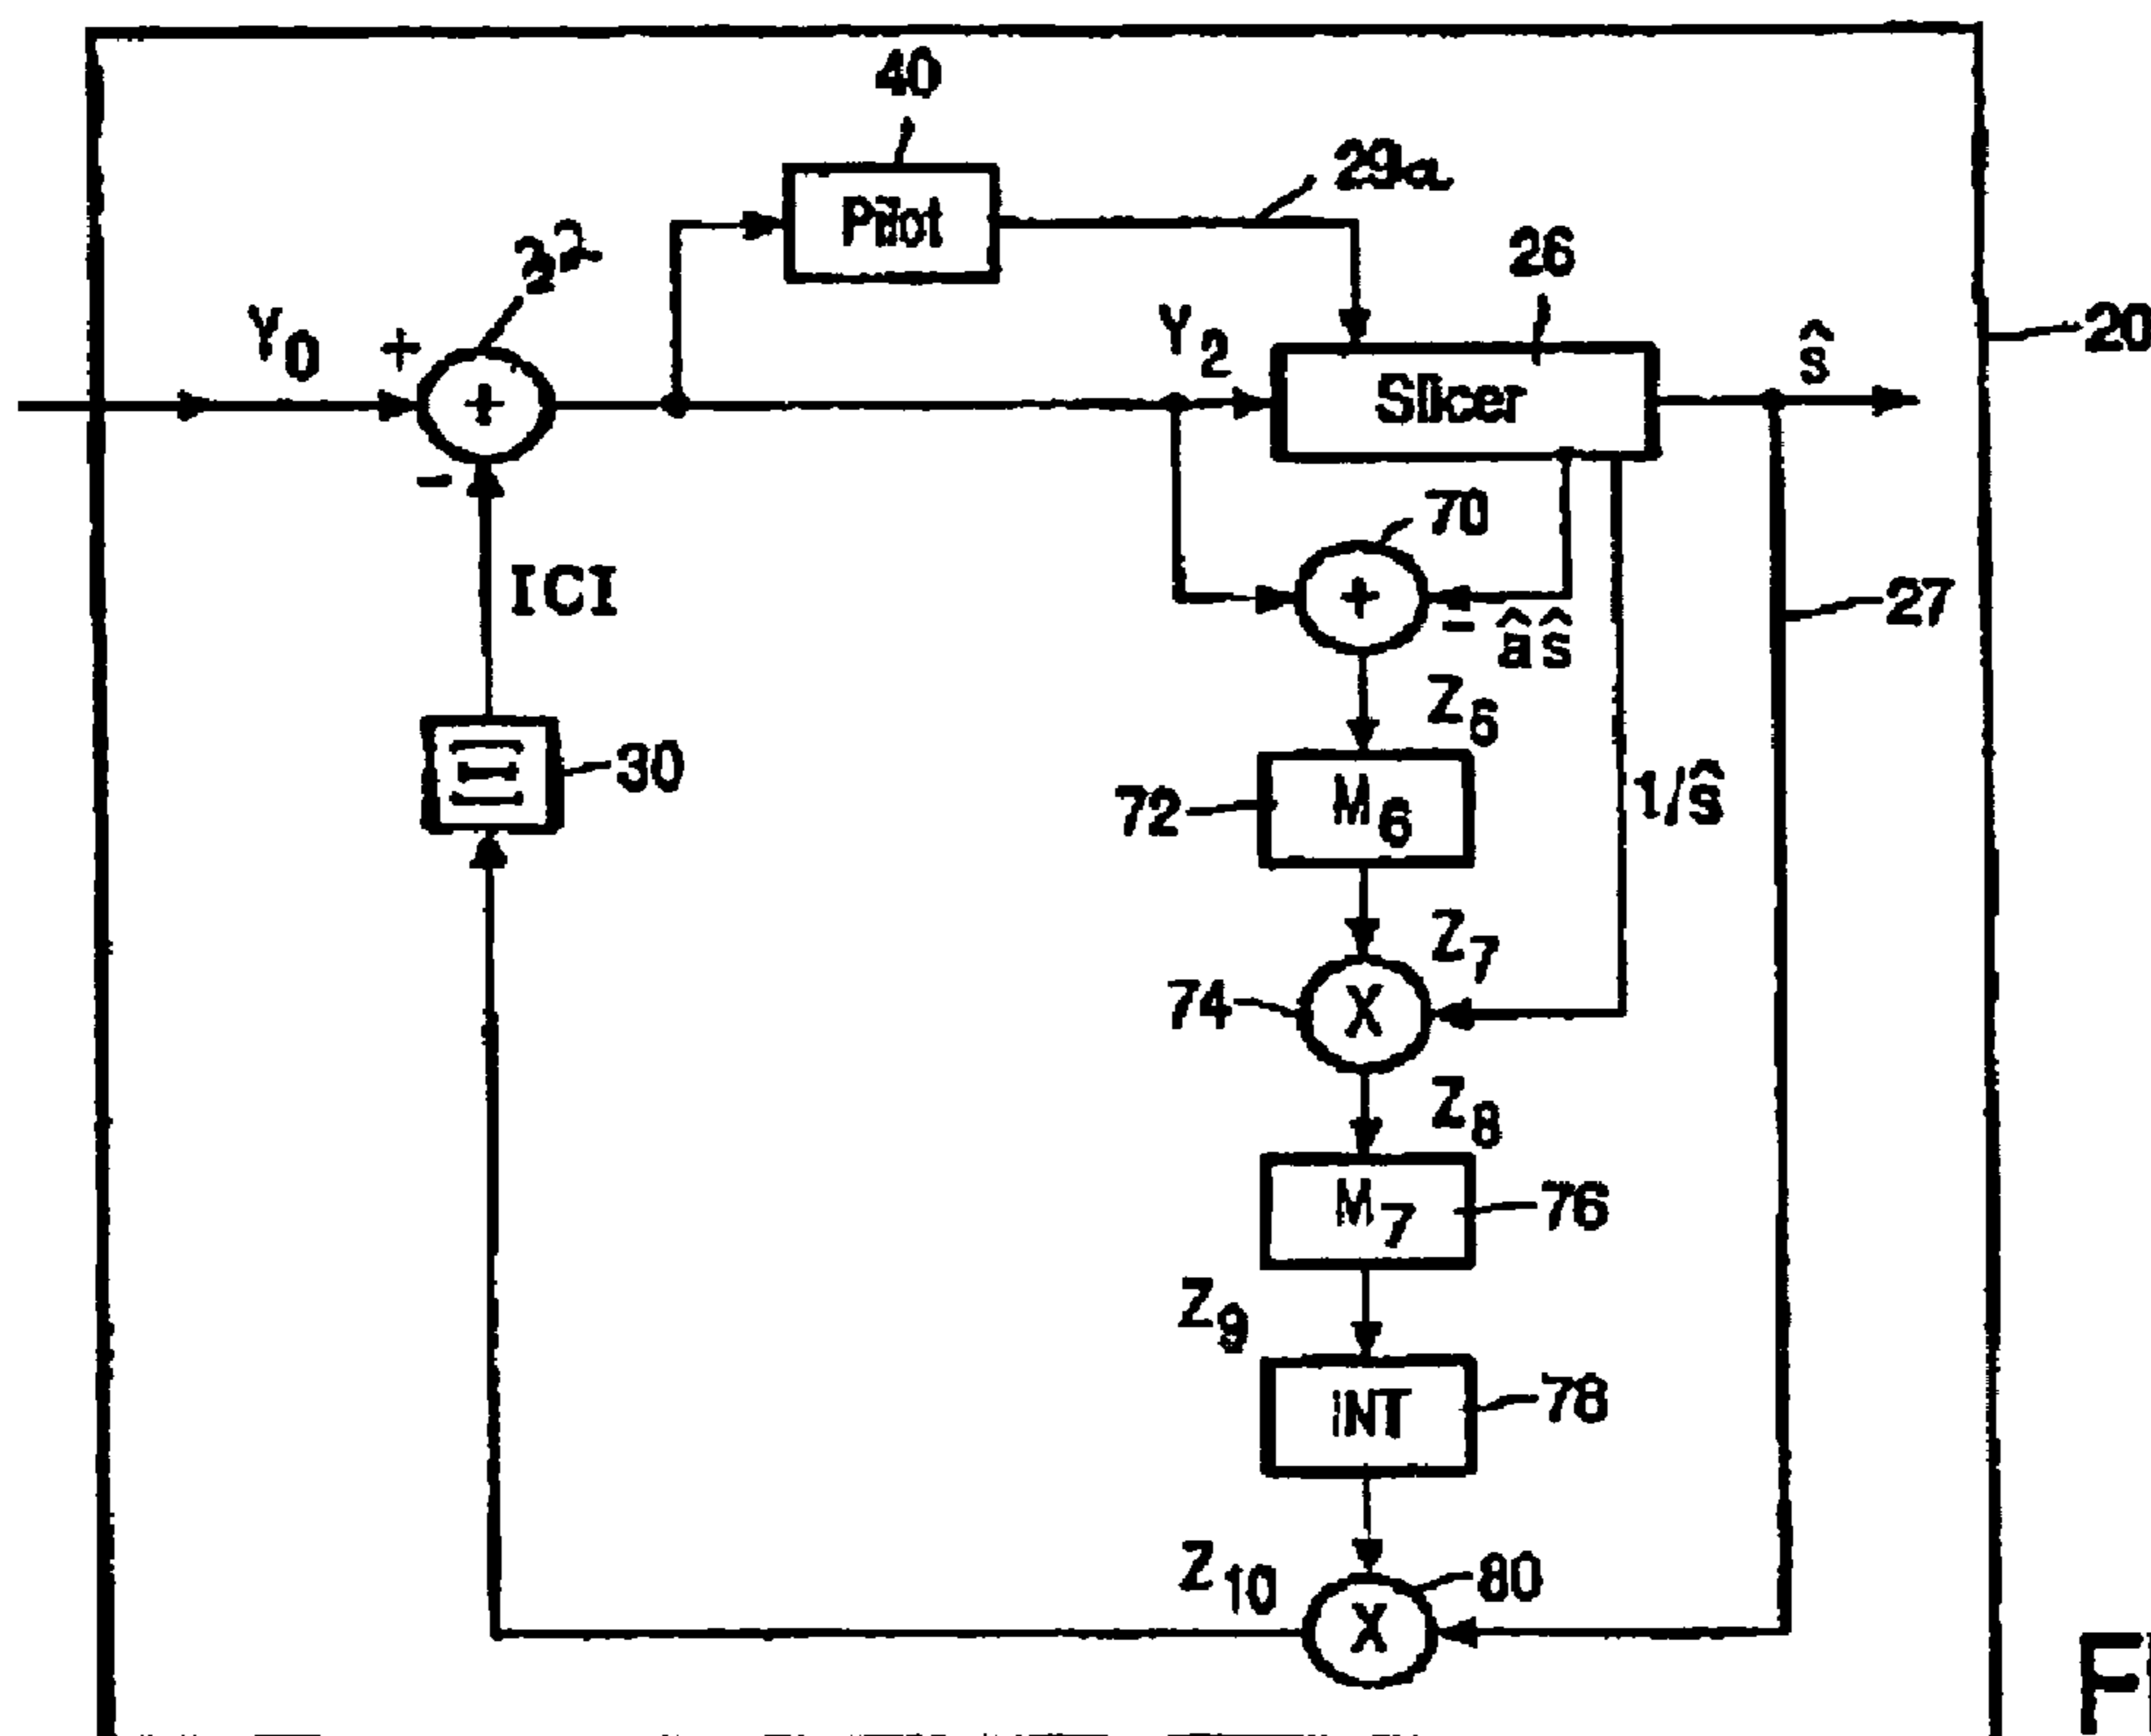 40
Pilot
29a
22
26
Y0
+
Y2
Slicer
ŝ
20
+
-
70
ICI
+
- âŝ
27
Z6
Ξ
30
72
M6
1/ŝ
Z7
74
X
Z8
M7
76
Z9
INT
78
Z10
80
X